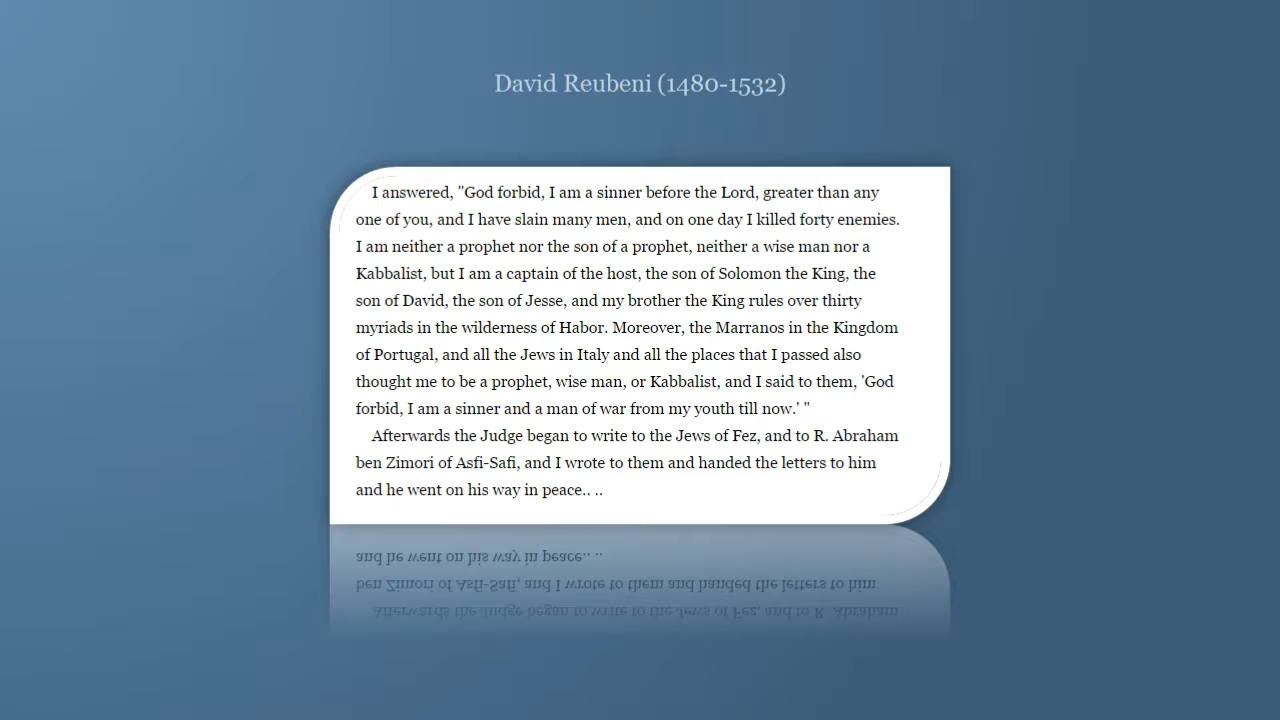 David Reubeni (1480-1532)
I answered, "God forbid, I am a sinner before the Lord, greater than any
one of you, and I have slain many men, and on one day I killed forty enemies.
I am neither a prophet nor the son of a prophet, neither a wise man nor a
Kabbalist, but I am a captain of the host, the son of Solomon the King, the
son of David, the son of Jesse, and my brother the King rules over thirty
myriads in the wilderness of Habor. Moreover, the Marranos in the Kingdom
of Portugal, and all the Jews in Italy and all the places that I passed also
thought me to be a prophet, wise man, or Kabbalist, and I said to them, 'God
forbid, I am a sinner and a man of war from my youth till now.' "
Afterwards the Judge began to write to the Jews of Fez, and to R. Abraham
ben Zimori of Asfi-Safi, and I wrote to them and handed the letters to him
and he went on his way in peace.. ..